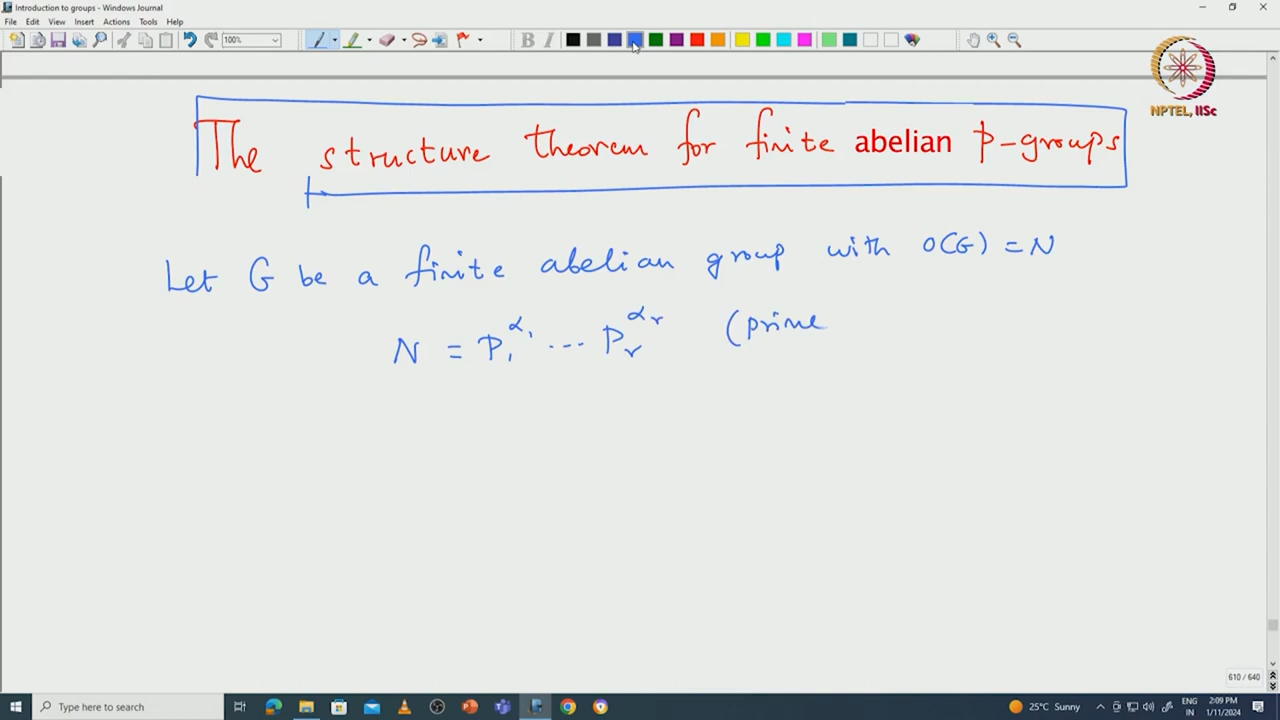 Introduction to groups - Windows Journal
File Edit View Insert Actions Tools Help
100% B I
NPTEL, IISc
The structure theorem for finite abelian p-groups
Let G be a finite abelian group with o(G) = N
N = p₁^α₁ ... pᵣ^αᵣ (prime
610 / 640
Type here to search
25°C Sunny
ENG
IN
2:09 PM
1/11/2024